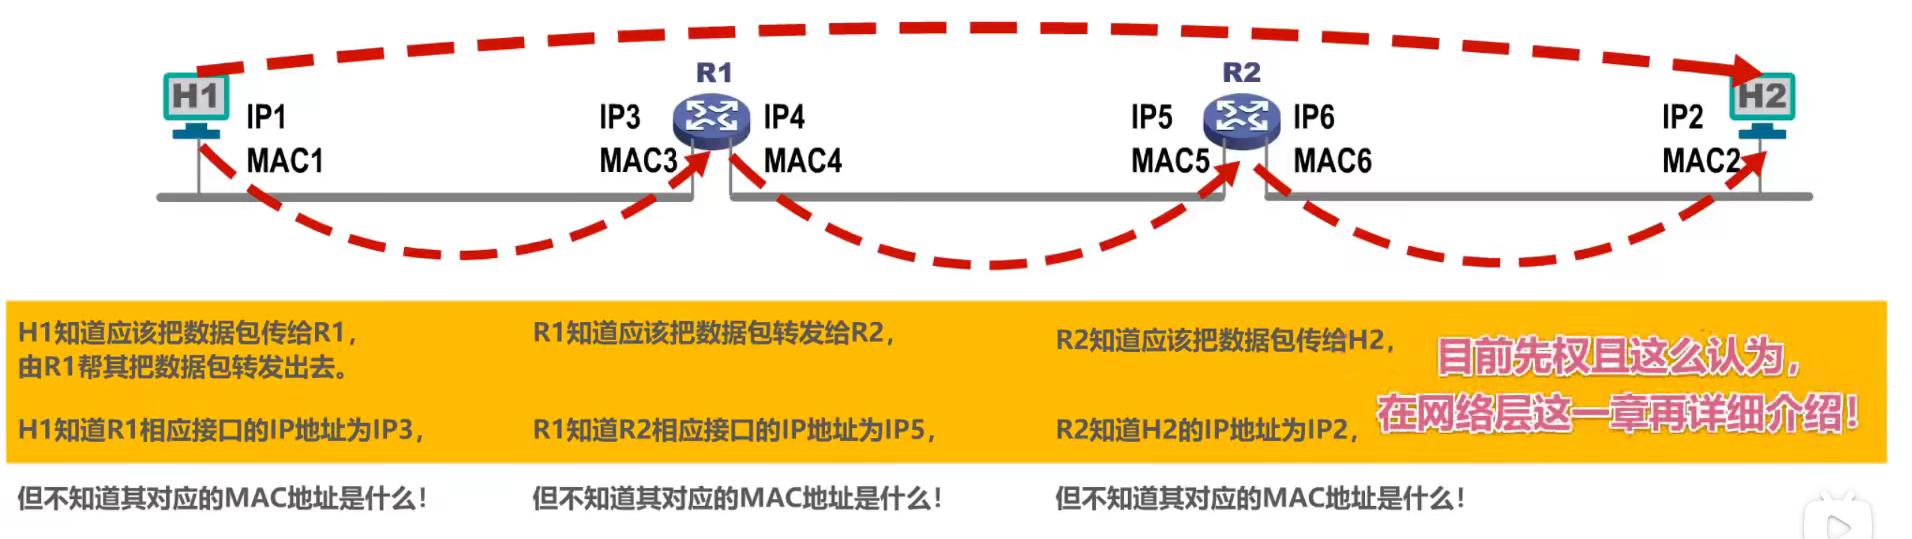 R1
R2
H1
H2
IP1
IP3
IP4
IP5
IP6
IP2
MAC1
MAC3
MAC4
MAC5
MAC6
MAC2
H1知道应该把数据包传给R1，
由R1帮其把数据包转发出去。
H1知道R1相应接口的IP地址为IP3，
但不知道其对应的MAC地址是什么！
R1知道应该把数据包转发给R2，
R1知道R2相应接口的IP地址为IP5，
但不知道其对应的MAC地址是什么！
R2知道应该把数据包传给H2，
R2知道H2的IP地址为IP2，
但不知道其对应的MAC地址是什么！
目前先权且这么认为，
在网络层这一章再详细介绍！